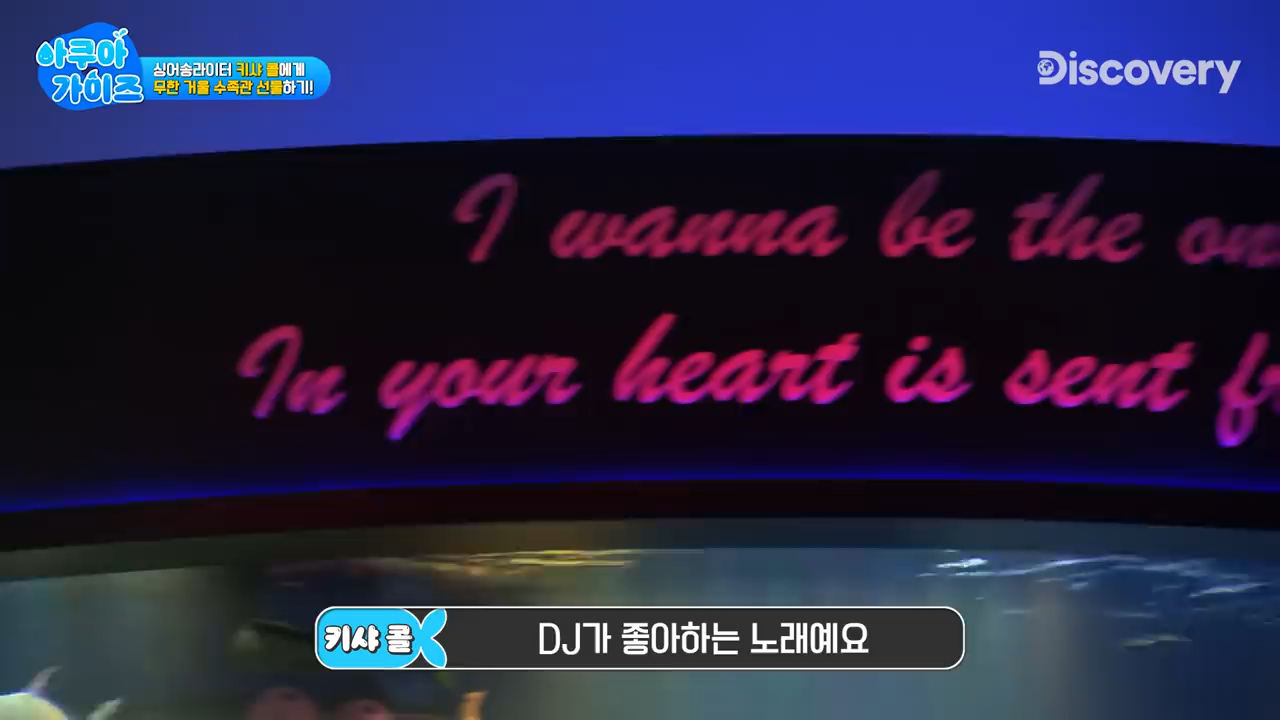 아쿠아
가이즈
싱어송라이터 키샤 콜에게
무한 거울 수족관 선물하기!
Discovery
I wanna be the
In your heart is sent
키샤 콜
DJ가 좋아하는 노래예요